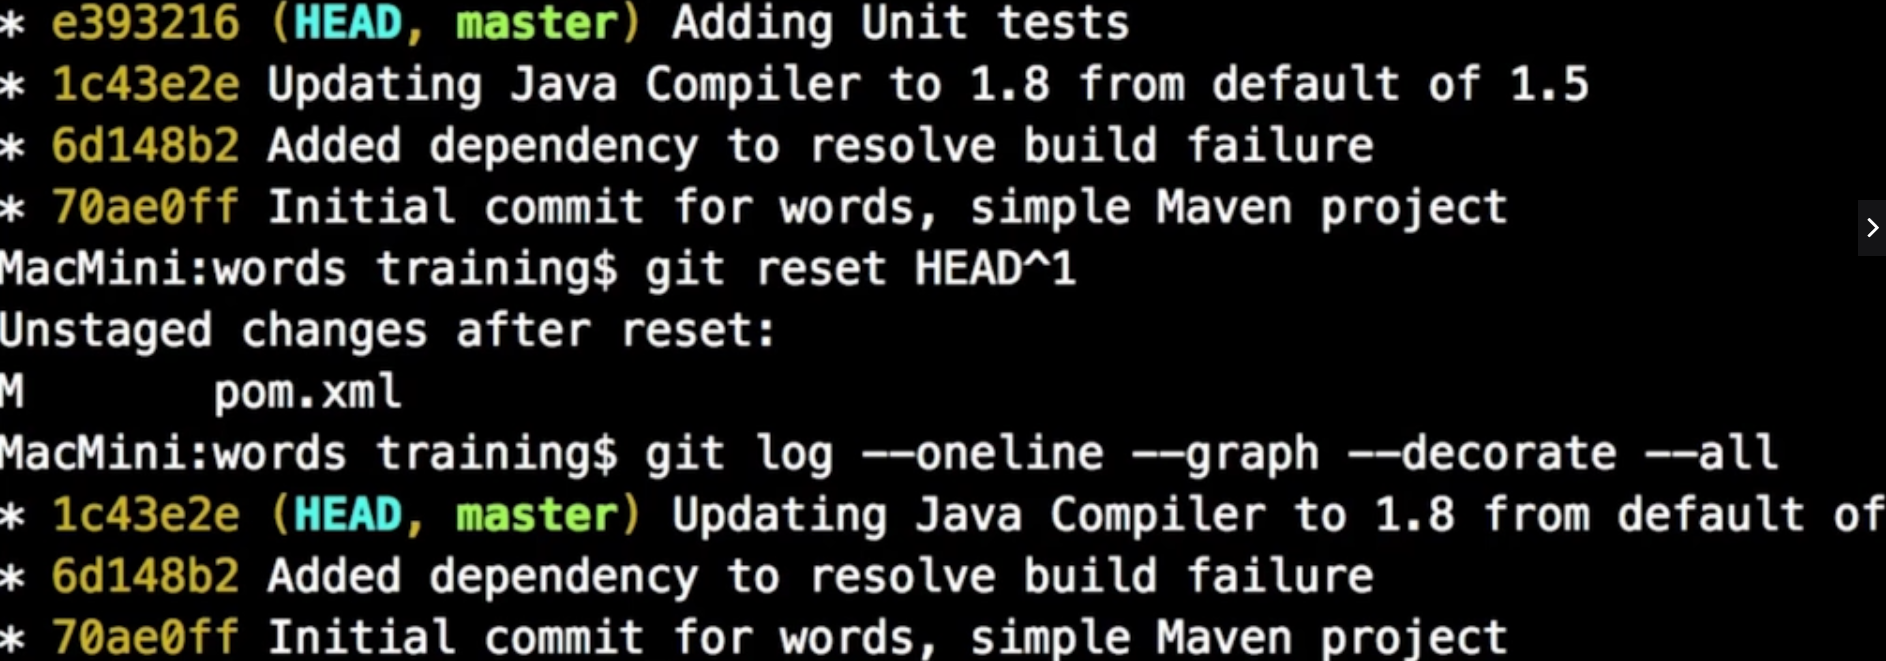 * e393216 (HEAD, master) Adding Unit tests
* 1c43e2e Updating Java Compiler to 1.8 from default of 1.5
* 6d148b2 Added dependency to resolve build failure
* 70ae0ff Initial commit for words, simple Maven project
MacMini:words training$ git reset HEAD^1
Unstaged changes after reset:
M       pom.xml
MacMini:words training$ git log --oneline --graph --decorate --all
* 1c43e2e (HEAD, master) Updating Java Compiler to 1.8 from default of
* 6d148b2 Added dependency to resolve build failure
* 70ae0ff Initial commit for words, simple Maven project